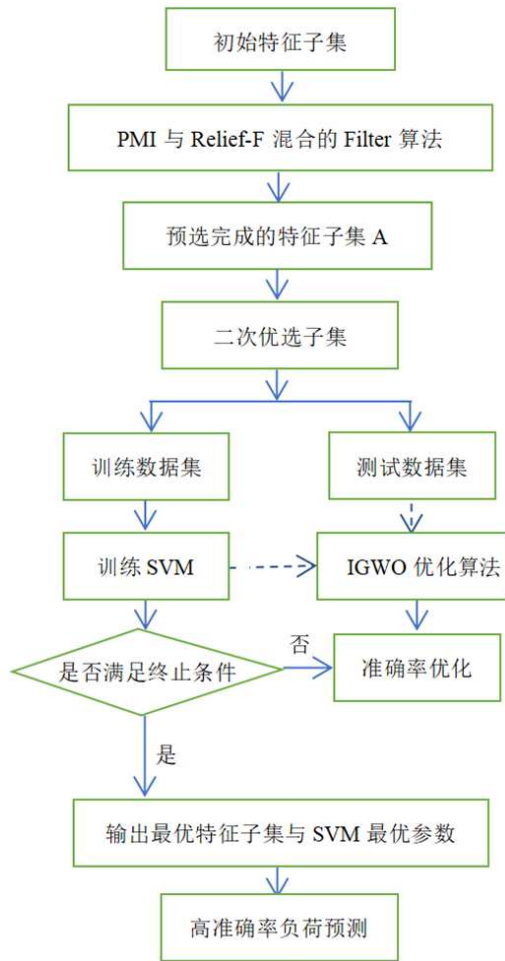 初始特征子集
PMI 与 Relief-F 混合的 Filter 算法
预选完成的特征子集 A
二次优选子集
训练数据集
测试数据集
训练 SVM
IGWO 优化算法
是否满足终止条件
否
准确率优化
是
输出最优特征子集与 SVM 最优参数
高准确率负荷预测